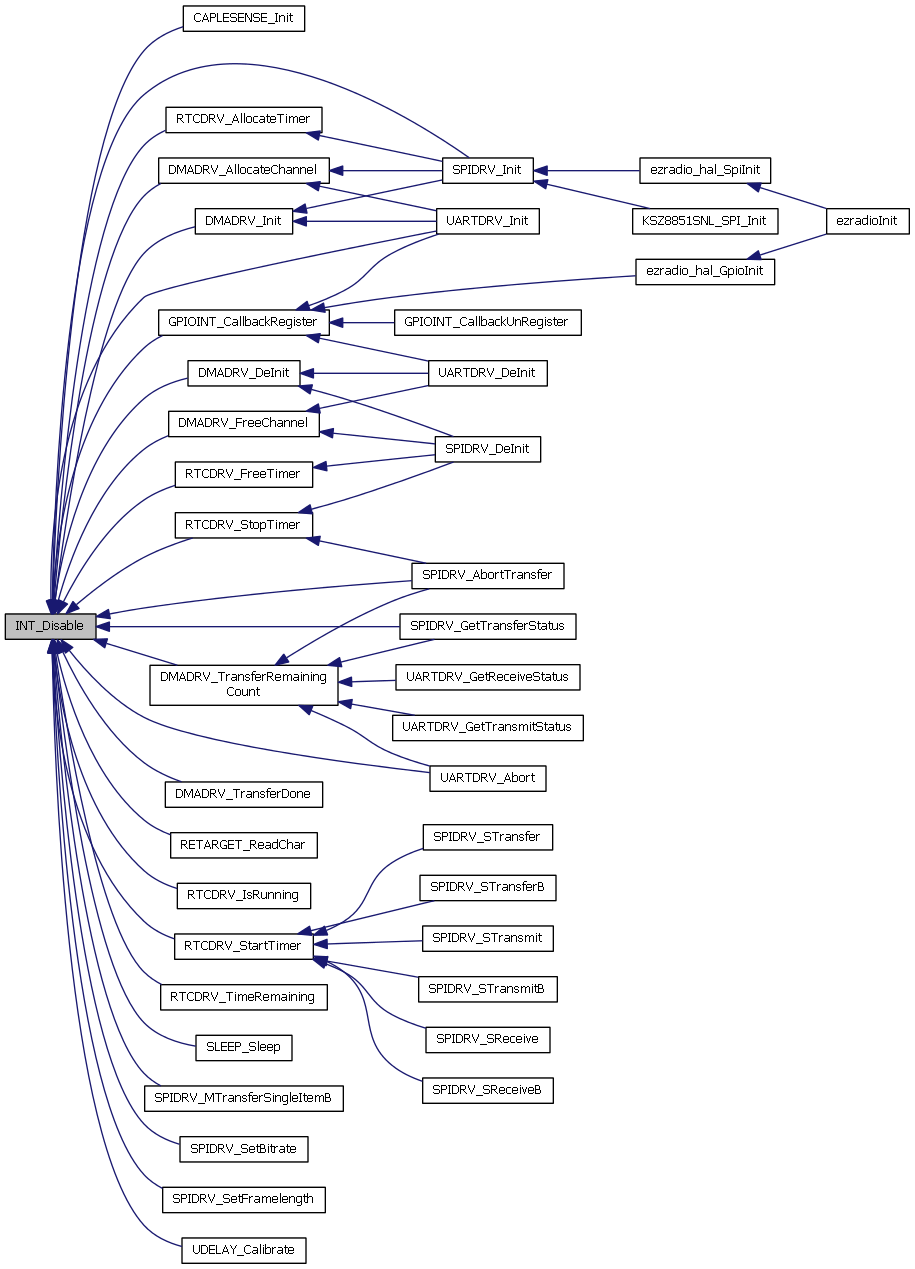 CAPLESENSE_Init
RTCDRV_AllocateTimer
DMADRV_AllocateChannel
SPIDRV_Init
ezradio_hal_SpiInit
DMADRV_Init
UARTDRV_Init
KSZ8851SNL_SPI_Init
ezradioInit
ezradio_hal_GpioInit
GPIOINT_CallbackRegister
GPIOINT_CallbackUnRegister
DMADRV_DeInit
UARTDRV_DeInit
DMADRV_FreeChannel
SPIDRV_DeInit
RTCDRV_FreeTimer
RTCDRV_StopTimer
SPIDRV_AbortTransfer
INT_Disable
SPIDRV_GetTransferStatus
DMADRV_TransferRemaining
Count
UARTDRV_GetReceiveStatus
UARTDRV_GetTransmitStatus
UARTDRV_Abort
DMADRV_TransferDone
RETARGET_ReadChar
SPIDRV_STransfer
RTCDRV_IsRunning
SPIDRV_STransferB
RTCDRV_StartTimer
SPIDRV_STransmit
RTCDRV_TimeRemaining
SPIDRV_STransmitB
SLEEP_Sleep
SPIDRV_SReceive
SPIDRV_MTransferSingleItemB
SPIDRV_SReceiveB
SPIDRV_SetBitrate
SPIDRV_SetFramelength
UDELAY_Calibrate